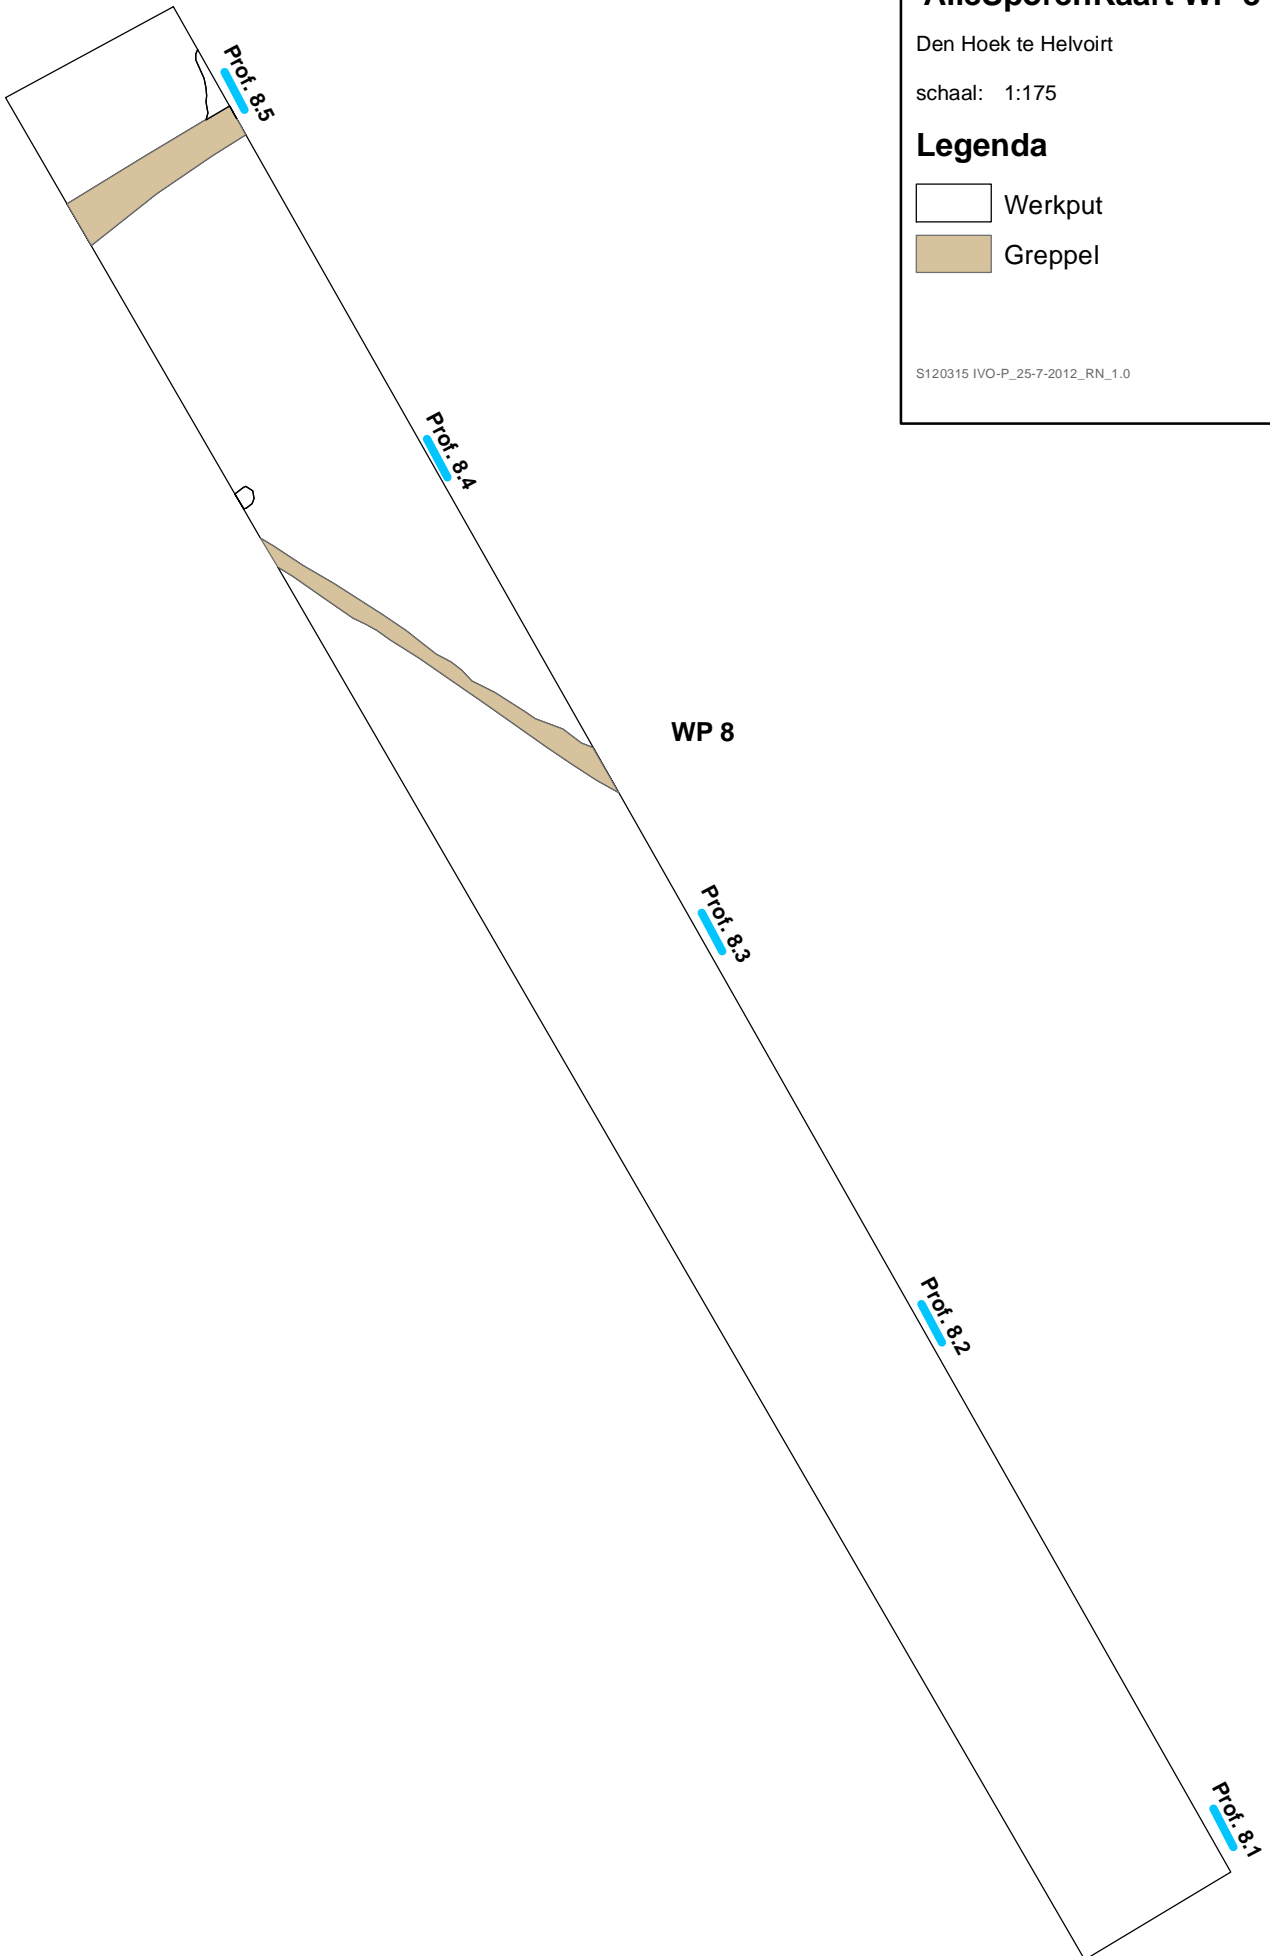 Den Hoek te Helvoirt
schaal: 1:175
Legenda
Werkput
Greppel
S120315 IVO-P_25-7-2012_RN_1.0
Prof. 8.5
Prof. 8.4
WP 8
Prof. 8.3
Prof. 8.2
Prof. 8.1